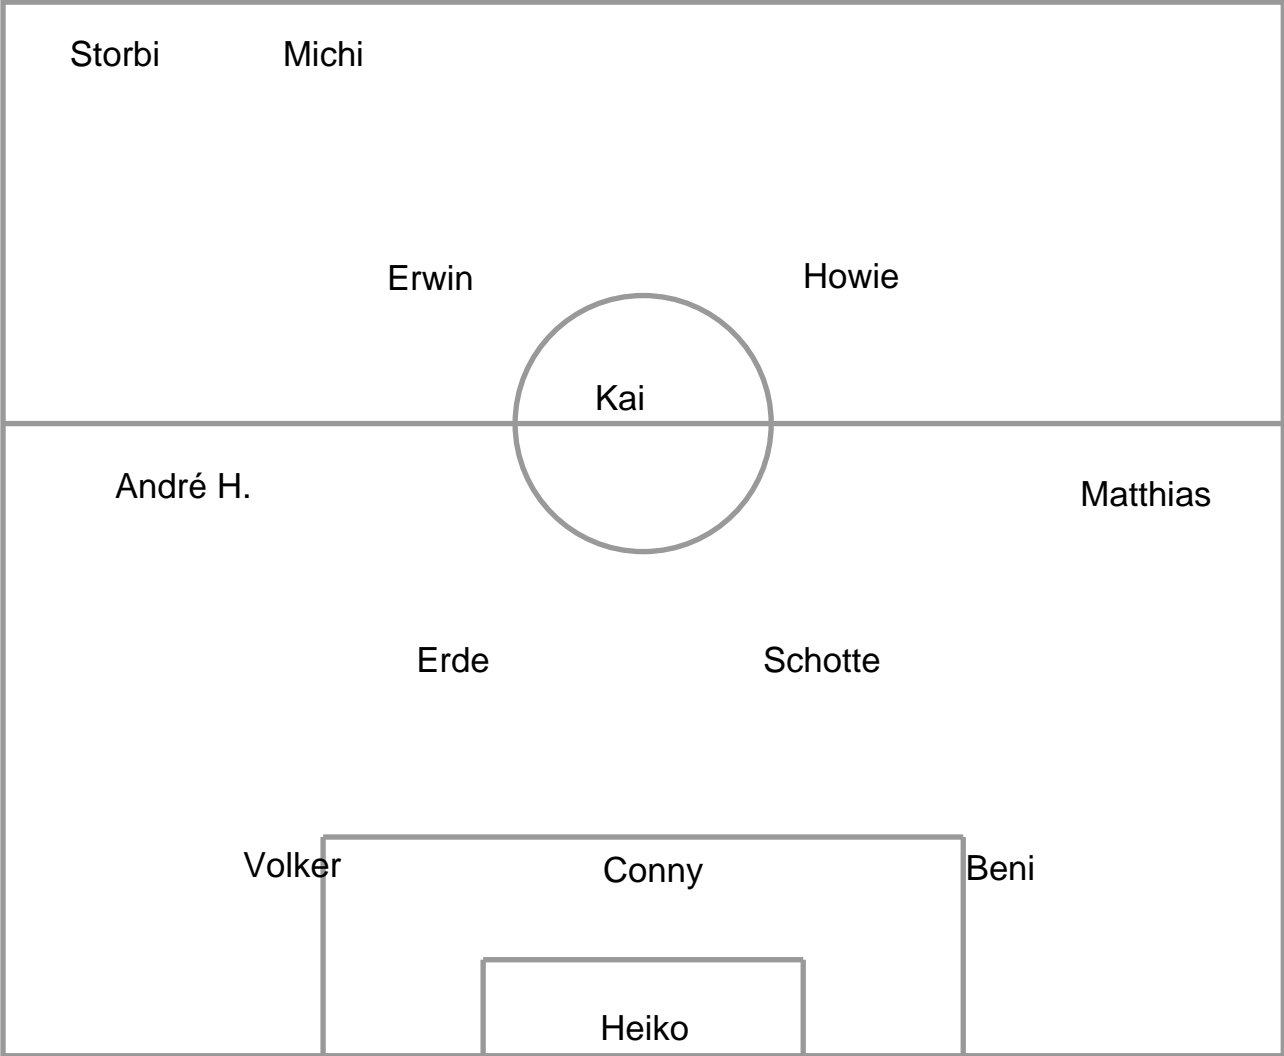 Storbi Michi
Erwin Howie
Kai
André H. Matthias
Erde Schotte
Volker Conny Beni
Heiko